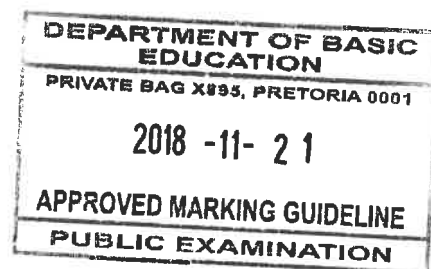 DEPARTMENT OF BASIC
EDUCATION
PRIVATE BAG X895, PRETORIA 0001
2018 -11- 21
APPROVED MARKING GUIDELINE
PUBLIC EXAMINATION